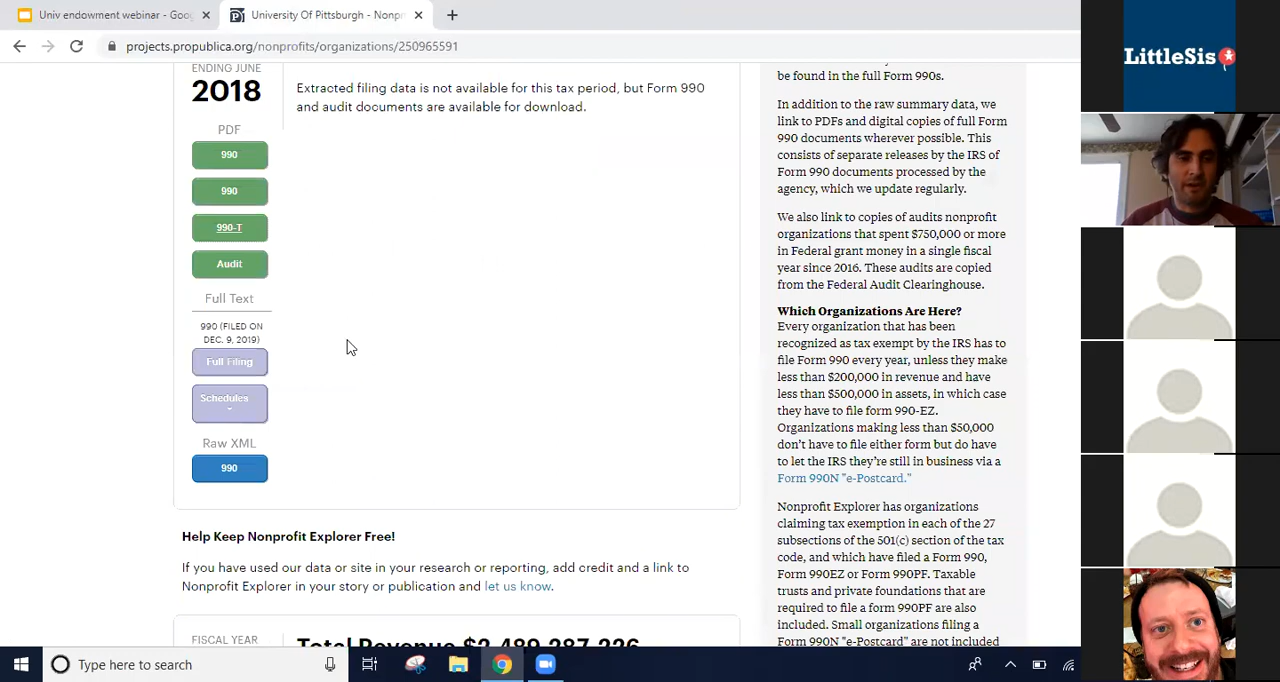 Univ endowment webinar - Goo
University Of Pittsburgh - Nonpr
projects.propublica.org/nonprofits/organizations/250965591
ENDING JUNE
2018
PDF
990
990
990-T
Audit
Full Text
990 (FILED ON
DEC. 9, 2019)
Full Filing
Schedules
Raw XML
990
Extracted filing data is not available for this tax period, but Form 990
and audit documents are available for download.
Help Keep Nonprofit Explorer Free!
If you have used our data or site in your research or reporting, add credit and a link to
Nonprofit Explorer in your story or publication and let us know.
FISCAL YEAR
Total Revenue $2,489,287,226
be found in the full Form 990s.
In addition to the raw summary data, we
link to PDFs and digital copies of full Form
990 documents wherever possible. This
consists of separate releases by the IRS of
Form 990 documents processed by the
agency, which we update regularly.
We also link to copies of audits nonprofit
organizations that spent $750,000 or more
in Federal grant money in a single fiscal
year since 2016. These audits are copied
from the Federal Audit Clearinghouse.
Which Organizations Are Here?
Every organization that has been
recognized as tax exempt by the IRS has to
file Form 990 every year, unless they make
less than $200,000 in revenue and have
less than $500,000 in assets, in which case
they have to file form 990-EZ.
Organizations making less than $50,000
don't have to file either form but do have
to let the IRS they're still in business via a
Form 990N "e-Postcard."
Nonprofit Explorer has organizations
claiming tax exemption in each of the 27
subsections of the 501(c) section of the tax
code, and which have filed a Form 990,
Form 990EZ or Form 990PF. Taxable
trusts and private foundations that are
required to file a form 990PF are also
included. Small organizations filing a
Form 990N "e-Postcard" are not included
LittleSis
Type here to search